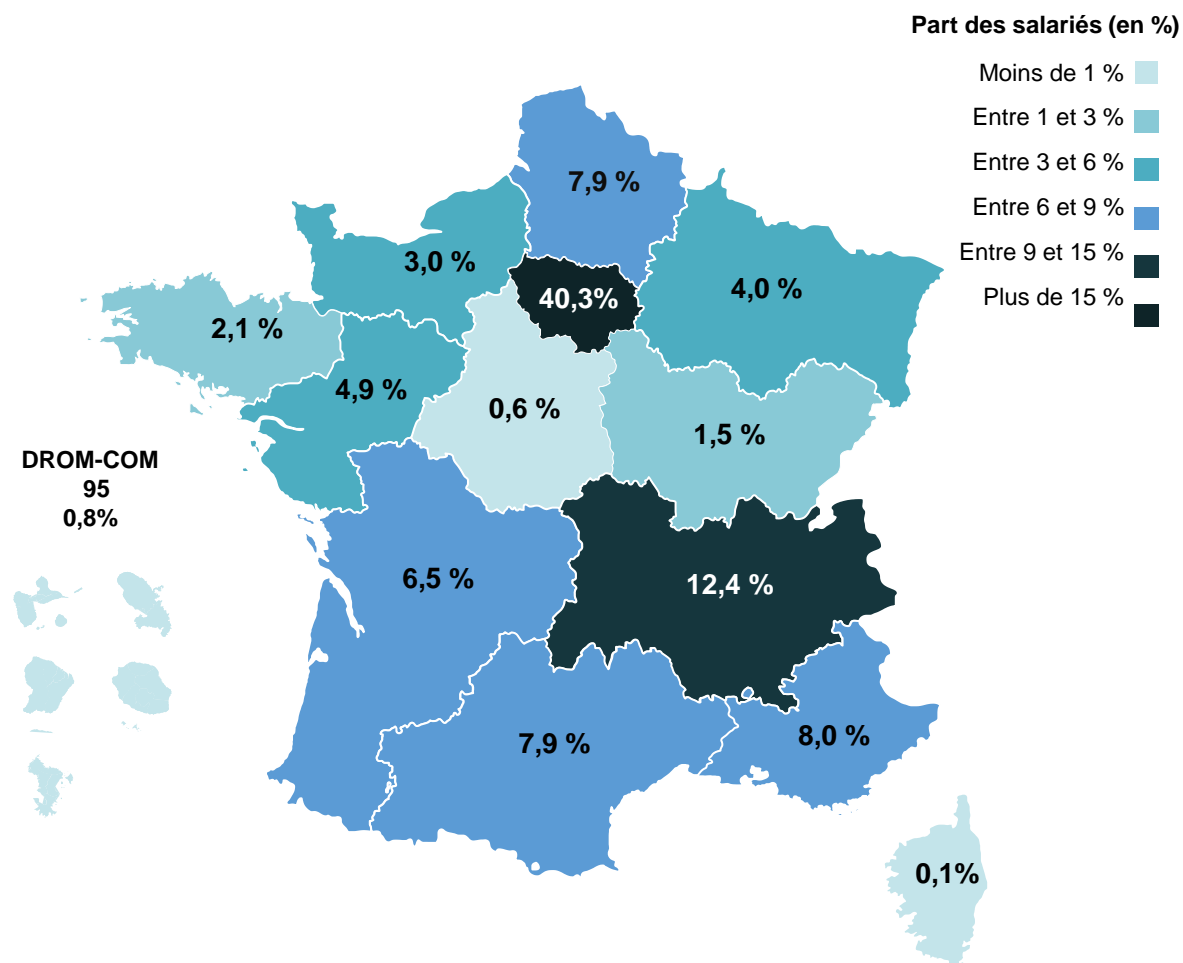 Part des salariés (en %)
Moins de 1 %
Entre 1 et 3 %
Entre 3 et 6 %
Entre 6 et 9 %
Entre 9 et 15 %
Plus de 15 %
7,9 %
3,0 %
40,3%
4,0 %
2,1 %
4,9 %
0,6 %
1,5 %
DROM-COM
95
0,8%
6,5 %
12,4 %
7,9 %
8,0 %
0,1%